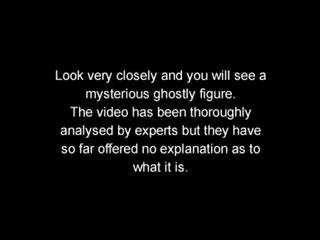 Look very closely and you will see a
mysterious ghostly figure.
The video has been thoroughly
analysed by experts but they have
so far offered no explanation as to
what it is.